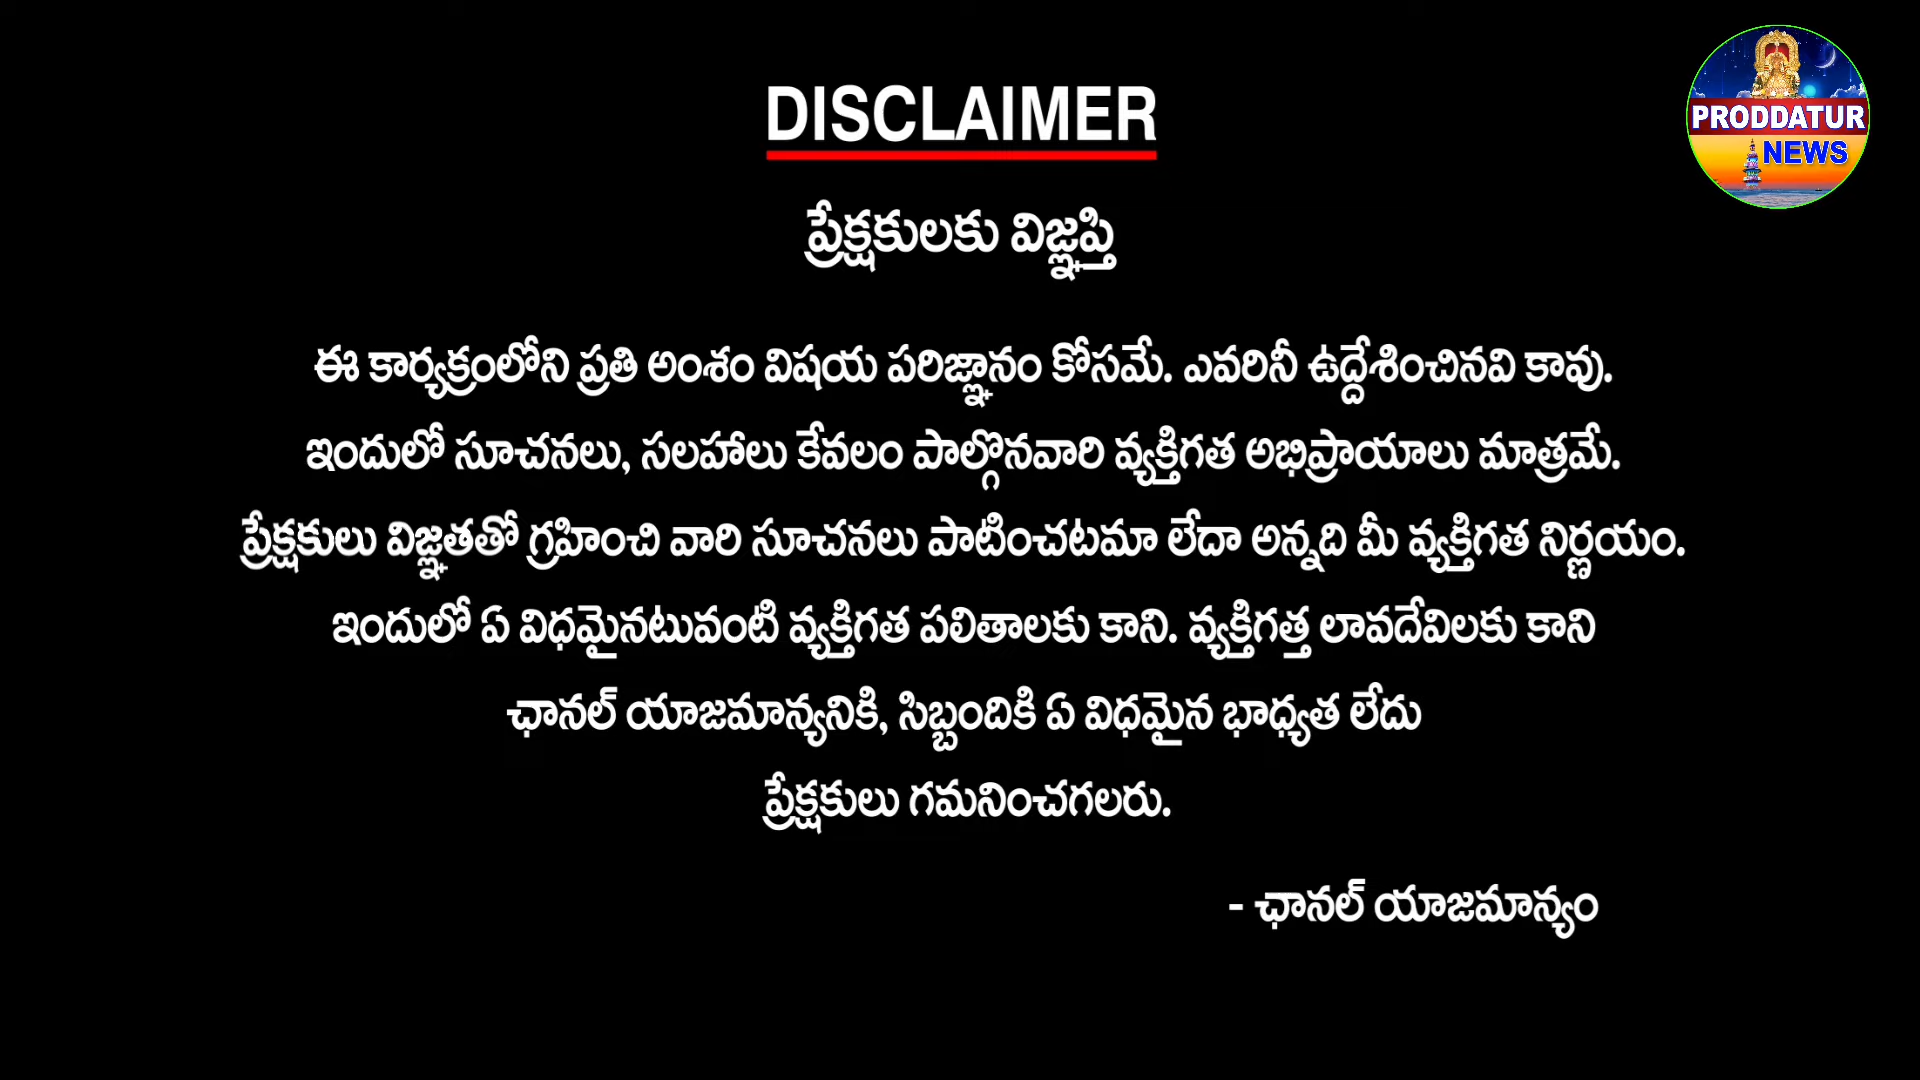 DISCLAIMER
PRODDATUR
NEWS
ప్రేక్షకులకు విజ్ఞప్తి
ఈ కార్యక్రంలోని ప్రతి అంశం విషయ పరిజ్ఞానం కోసమే. ఎవరినీ ఉద్దేశించినవి కావు.
ఇందులో సూచనలు, సలహాలు కేవలం పాల్గొనవారి వ్యక్తిగత అభిప్రాయాలు మాత్రమే.
ప్రేక్షకులు విజ్ఞతతో గ్రహించి వారి సూచనలు పాటించటమా లేదా అన్నది మీ వ్యక్తిగత నిర్ణయం.
ఇందులో ఏ విధమైనటువంటి వ్యక్తిగత పలితాలకు కాని. వ్యక్తిగత్త లావదేవిలకు కాని
ఛానల్ యాజమాన్యనికి, సిబ్బందికి ఏ విధమైన భాధ్యత లేదు
ప్రేక్షకులు గమనించగలరు.
- ఛానల్ యాజమాన్యం